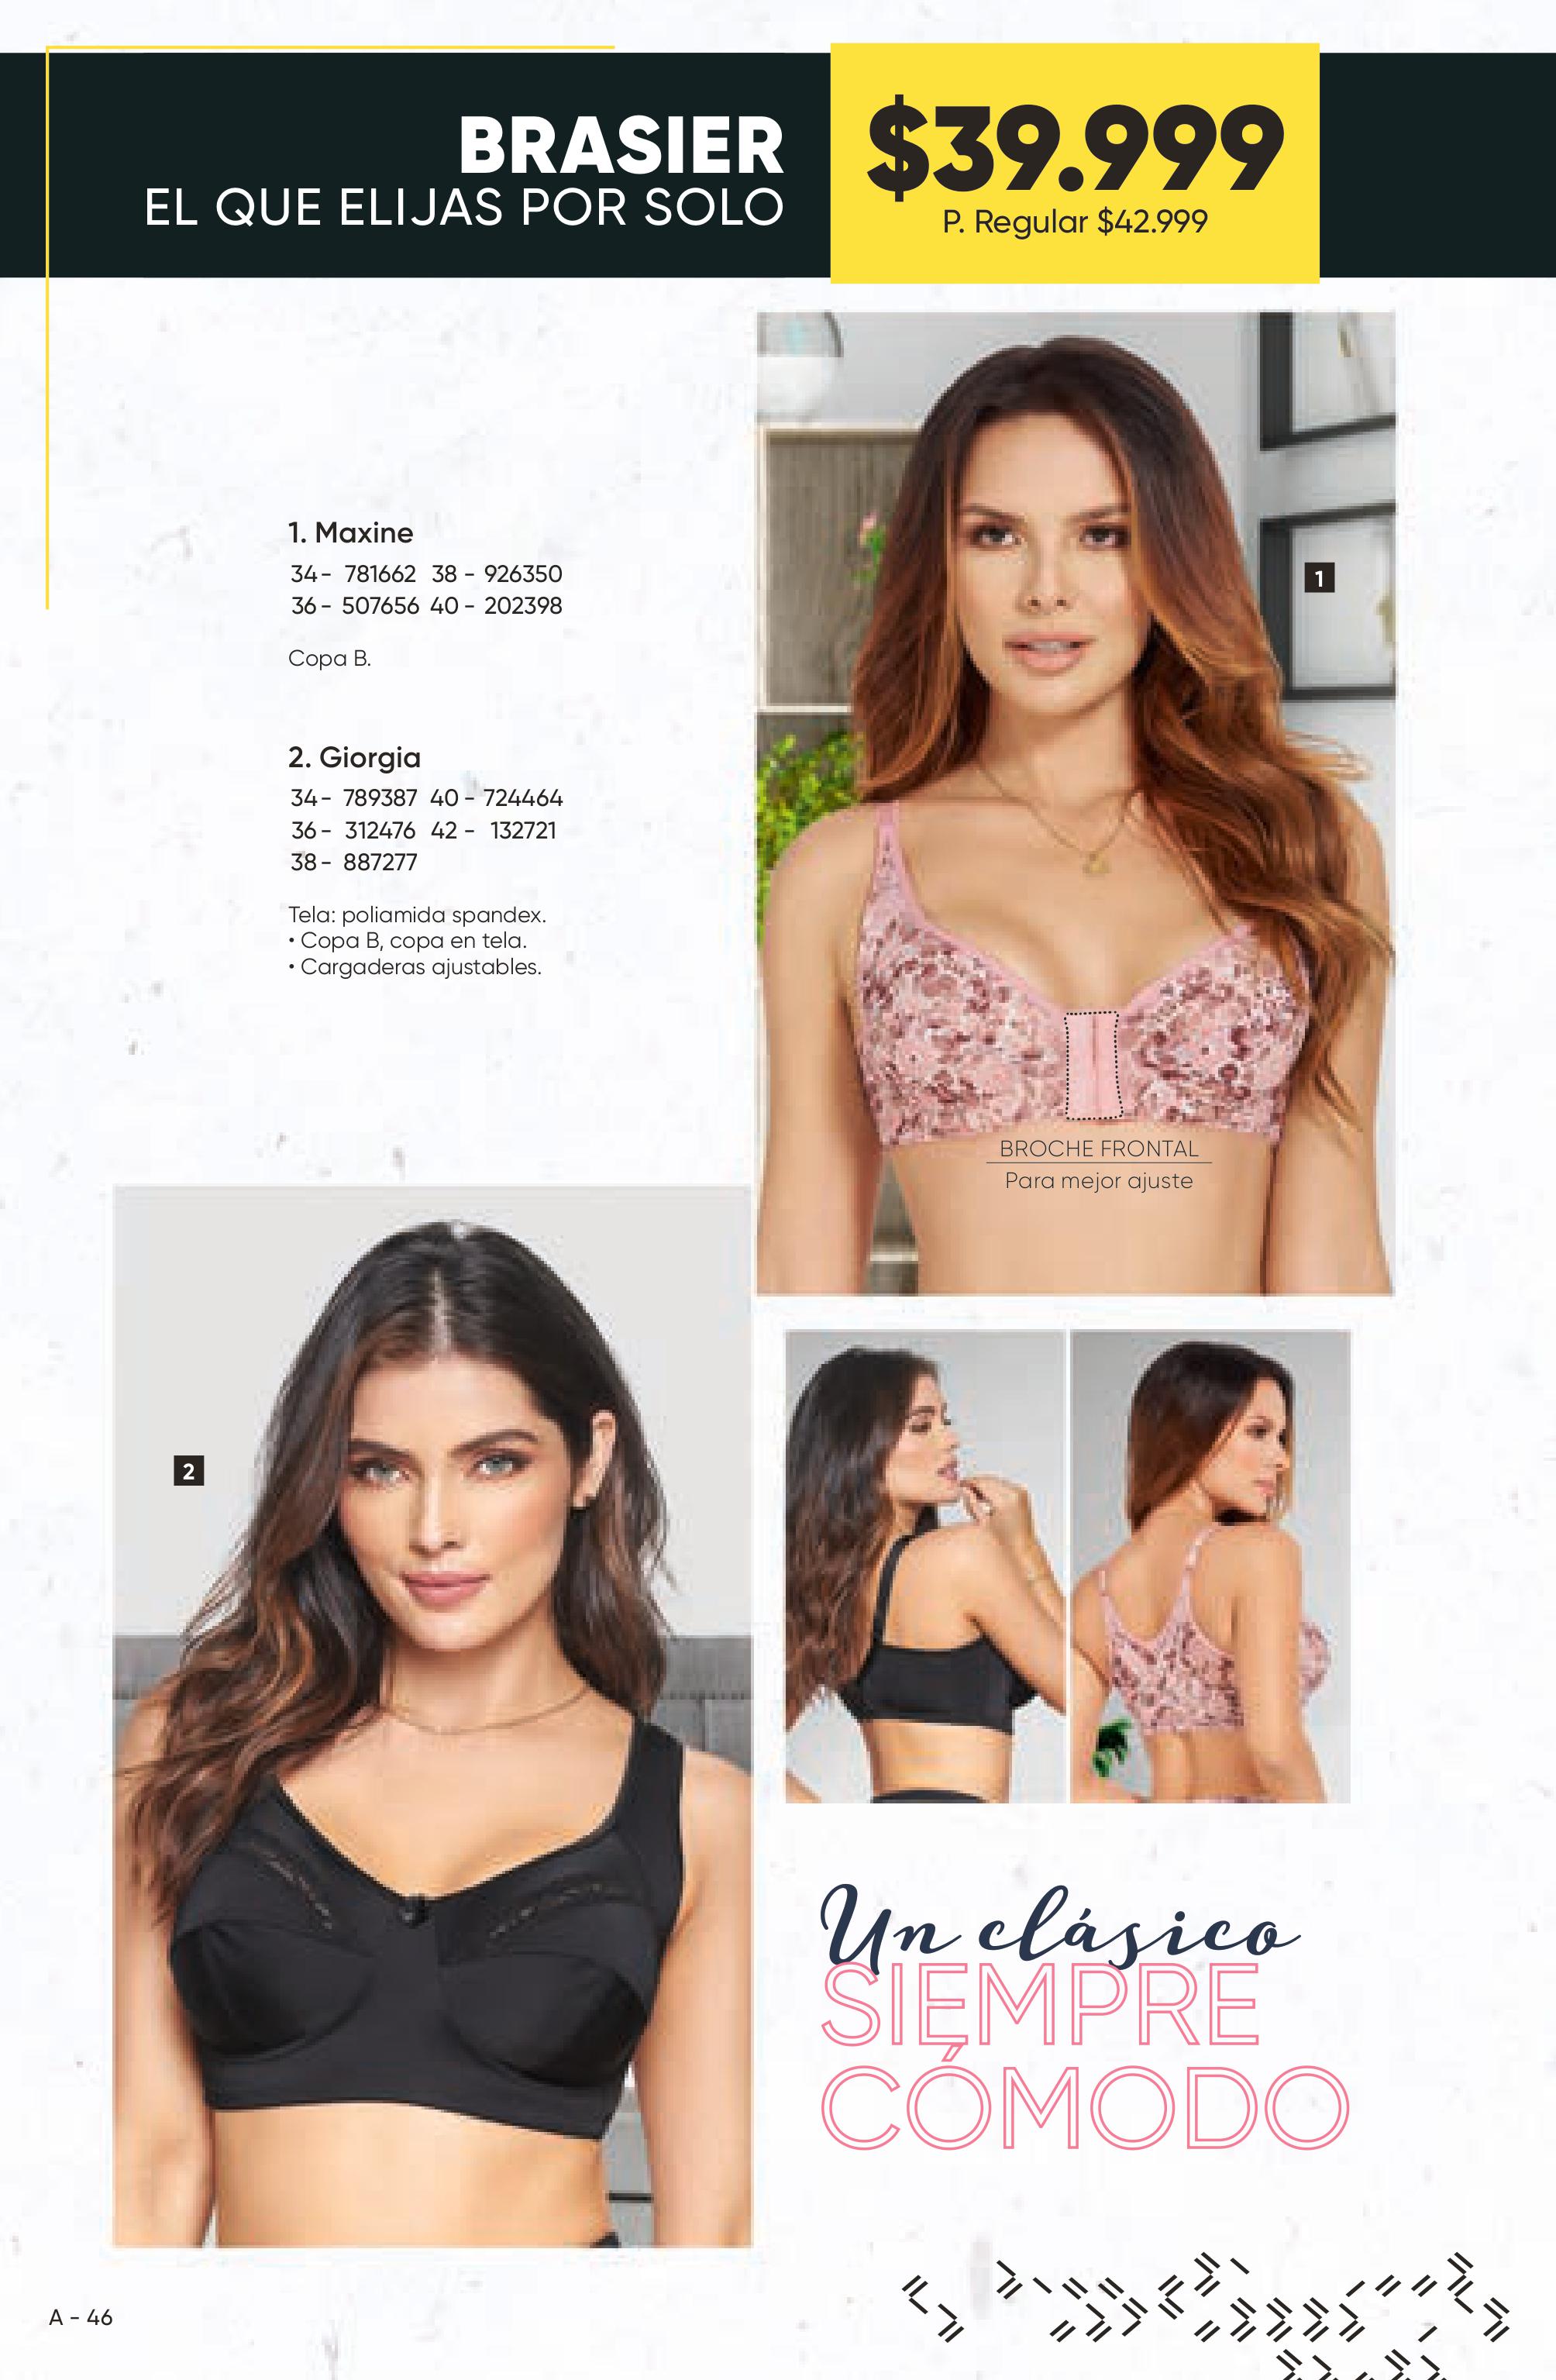 BRASIER
EL QUE ELIJAS POR SOLO
$39.999
P. Regular $42.999
1. Maxine
34- 781662 38 - 926350
36- 507656 40 - 202398
Copa B.
2. Giorgia
34- 789387 40 - 724464
36- 312476 42 - 132721
38- 887277
Tela: poliamida spandex.
• Copa B, copa en tela.
• Cargaderas ajustables.
1
BROCHE FRONTAL
Para mejor ajuste
2
Un clásico
SIEMPRE
CÓMODO
A - 46